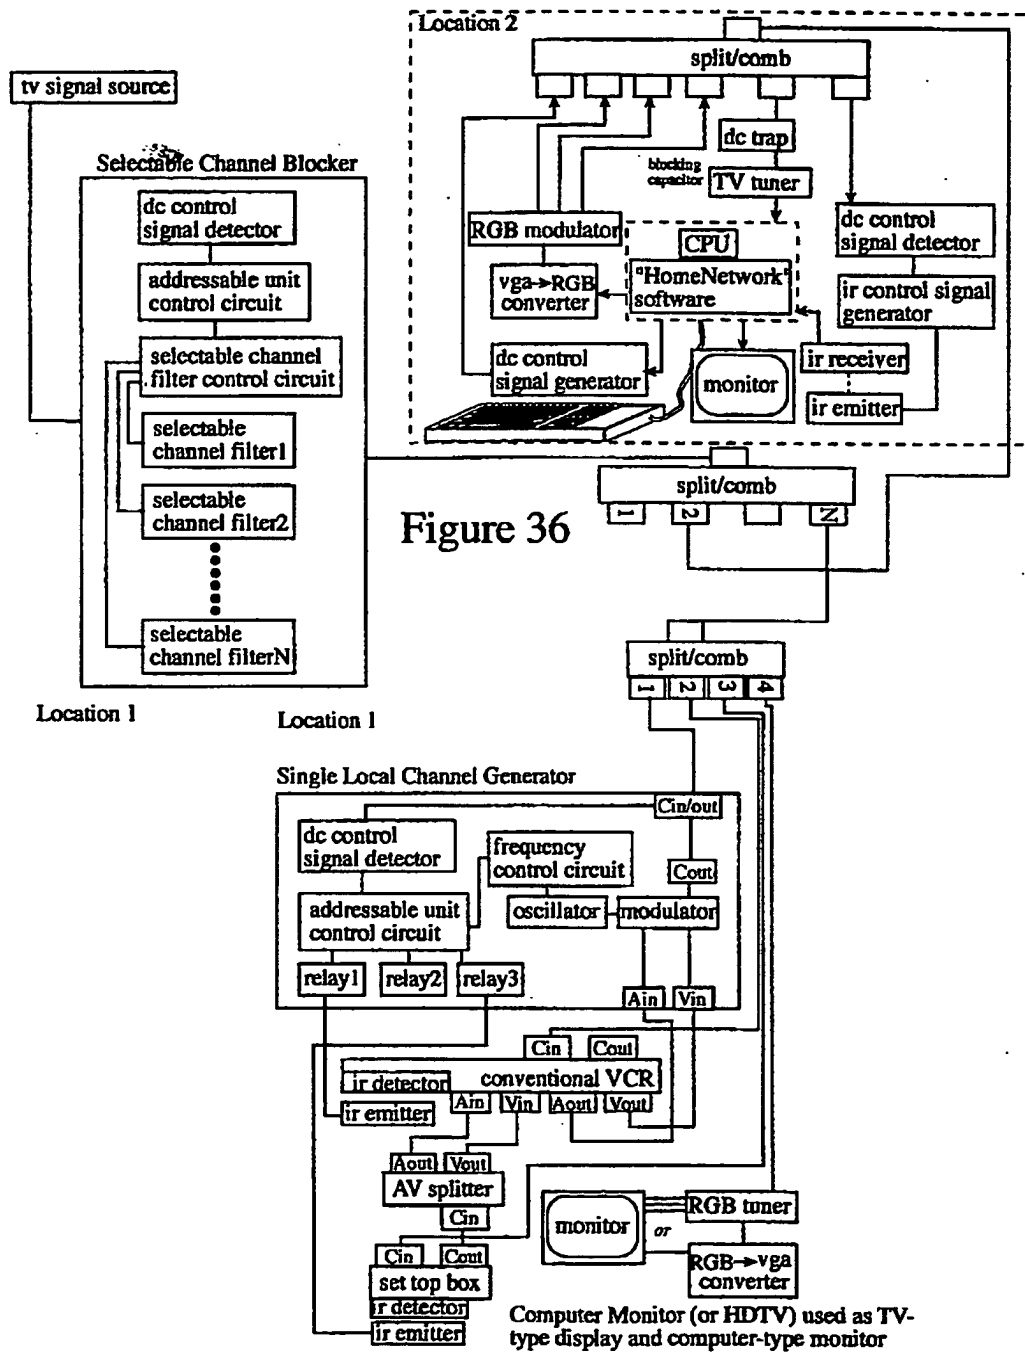 Location 2
split/comb
tv signal source
dc trap
Selectable Channel Blocker
blocking
capacitor
TV tuner
dc control
signal detector
RGB modulator
CPU
dc control
signal detector
addressable unit
control circuit
vga→RGB
converter
"HomeNetwork"
software
ir control signal
generator
selectable channel
filter control circuit
dc control
signal generator
monitor
ir receiver
ir emitter
selectable
channel filter1
split/comb
1
2
N
selectable
channel filter2
Figure 36
selectable
channel filterN
split/comb
1
2
3
4
Location 1
Location 1
Single Local Channel Generator
Cin/out
dc control
signal detector
frequency
control circuit
Cout
addressable unit
control circuit
oscillator
modulator
relay1
relay2
relay3
Ain
Vin
Cin
Cout
conventional VCR
ir detector
Ain
Vin
Aout
Vout
ir emitter
Aout
Vout
AV splitter
Cin
monitor
or
RGB tuner
Cin
Cout
RGB→vga
converter
set top box
ir detector
ir emitter
Computer Monitor (or HDTV) used as TV-
type display and computer-type monitor